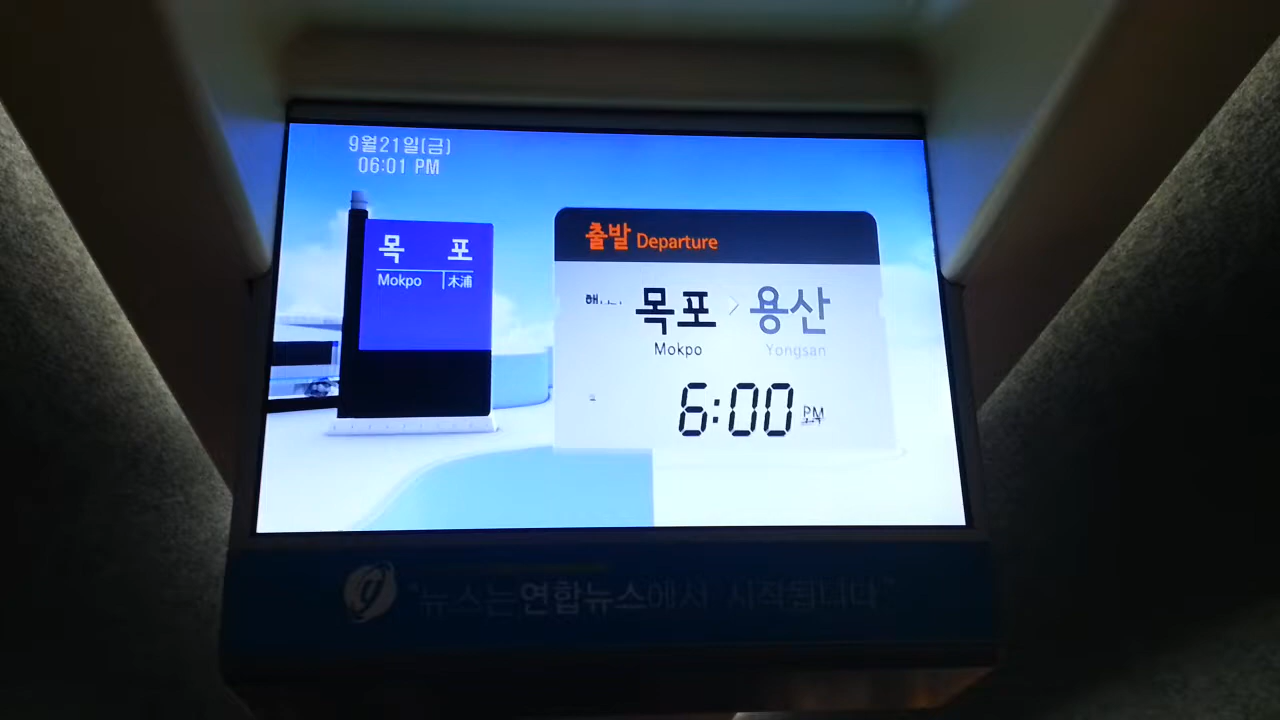 9월21일(금)
06:01 PM
목 포
Mokpo 木浦
출발 Departure
목포 > 용산
Mokpo Yongsan
6:00 PM
"뉴스는 연합뉴스에서 시작됩니다"